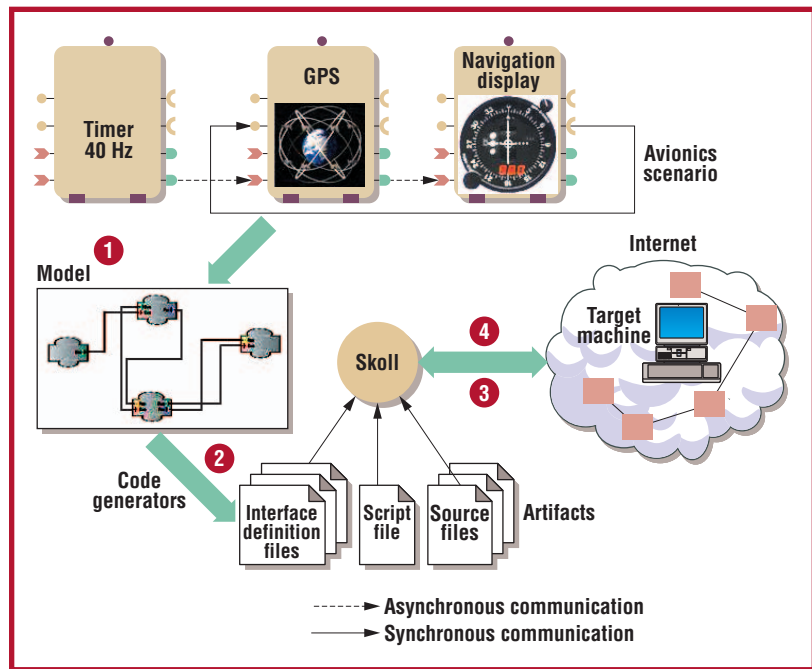 Timer
40 Hz
GPS
Navigation
display
Avionics
scenario
1
Model
Internet
Target
machine
Skoll
4
3
2
Code
generators
Interface
definition
files
Script
file
Source
files
Artifacts
Asynchronous communication
Synchronous communication